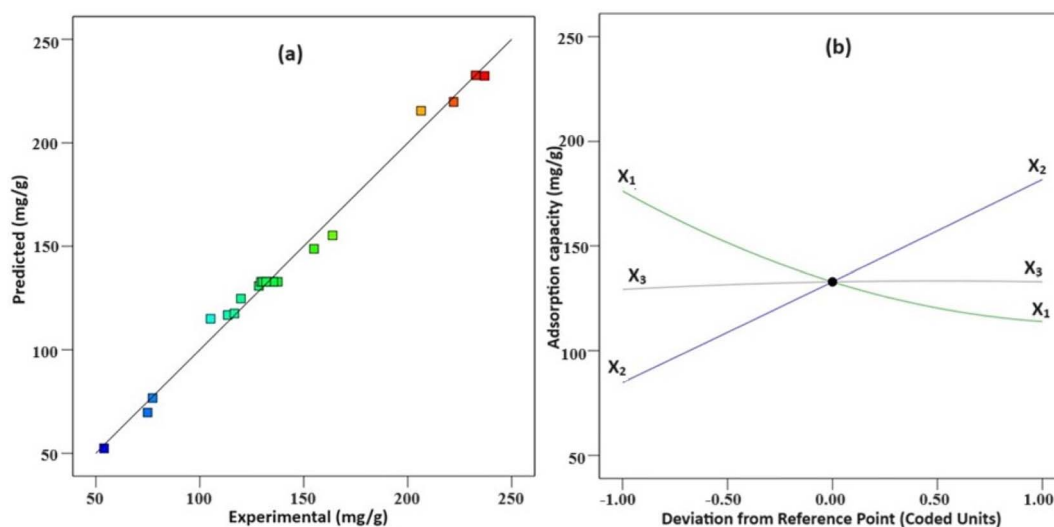 (a)
250
200
150
100
50
Predicted (mg/g)
50 100 150 200 250
Experimental (mg/g)
(b)
250
200
150
100
50
Adsorption capacity (mg/g)
X₁
X₂
X₃
X₃
X₁
X₂
-1.00 -0.50 0.00 0.50 1.00
Deviation from Reference Point (Coded Units)